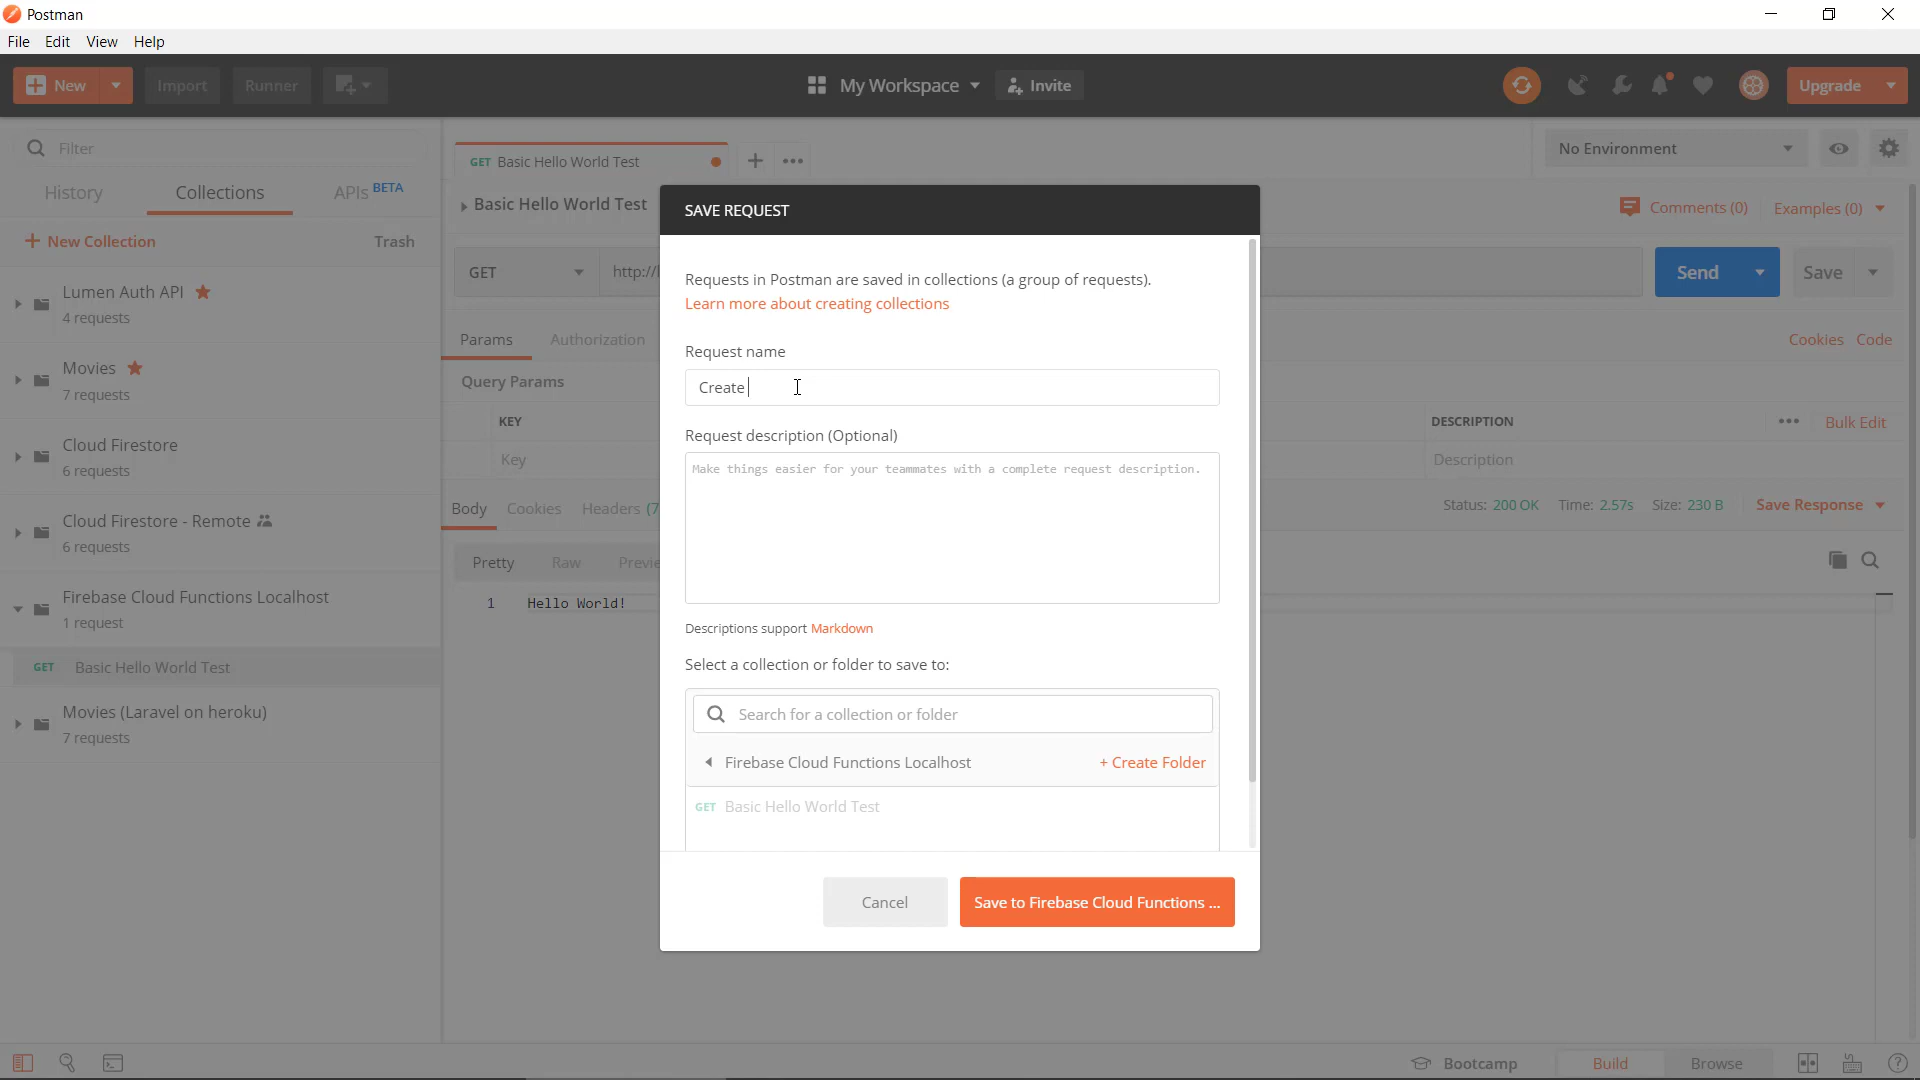 Postman
File Edit View Help
New Import Runner My Workspace Invite Upgrade
Filter
History Collections APIs BETA
New Collection Trash
Lumen Auth API
4 requests
Movies
7 requests
Cloud Firestore
6 requests
Cloud Firestore - Remote
6 requests
Firebase Cloud Functions Localhost
1 request
GET Basic Hello World Test
Movies (Laravel on heroku)
7 requests
GET Basic Hello World Test
No Environment
Basic Hello World Test
Comments (0) Examples (0)
GET http://
Send Save
Params Authorization
Cookies Code
Query Params
KEY
DESCRIPTION
Bulk Edit
Key
Description
Body Cookies Headers (7
Status: 200 OK Time: 2.57s Size: 230 B Save Response
Pretty Raw Previe
1 Hello World!
SAVE REQUEST
Requests in Postman are saved in collections (a group of requests).
Learn more about creating collections
Request name
Create
Request description (Optional)
Make things easier for your teammates with a complete request description.
Descriptions support Markdown
Select a collection or folder to save to:
Search for a collection or folder
Firebase Cloud Functions Localhost + Create Folder
GET Basic Hello World Test
Cancel Save to Firebase Cloud Functions ...
Bootcamp Build Browse